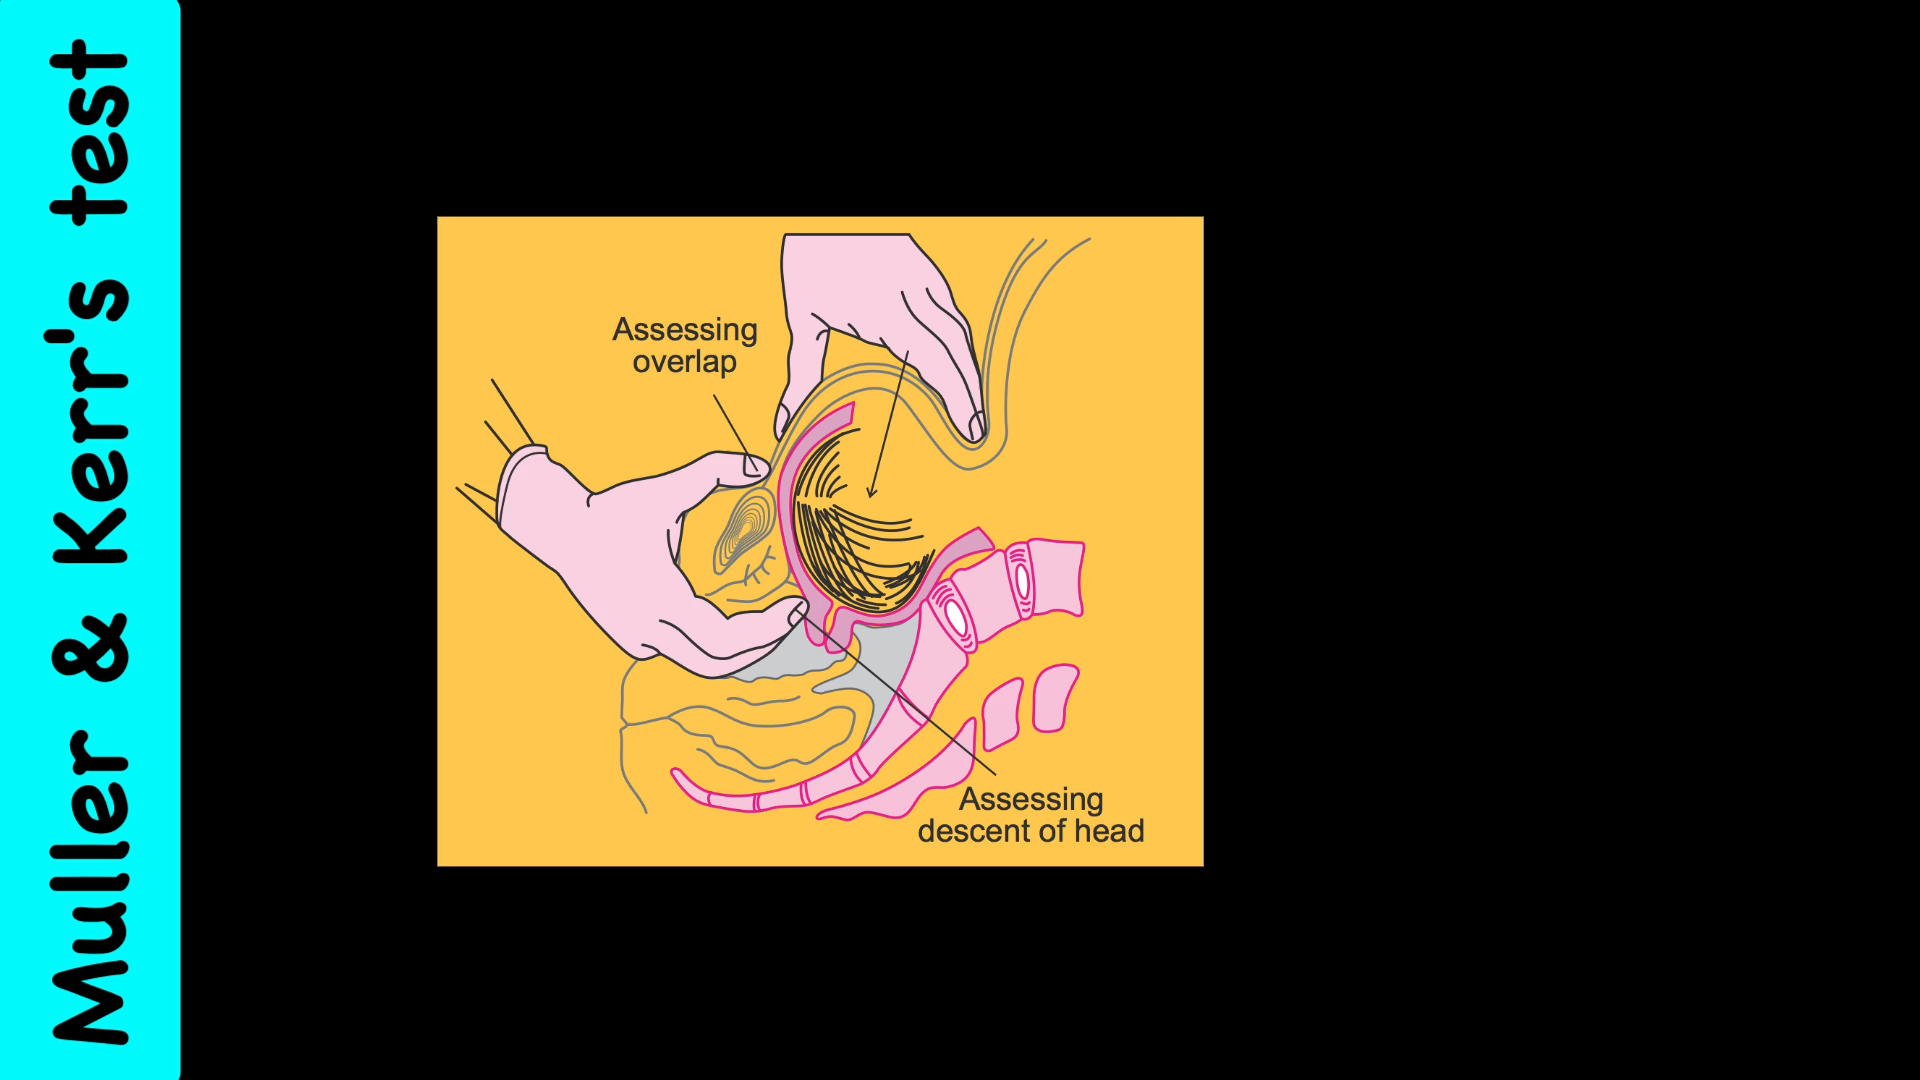 Muller & Kerr's test
Assessing
overlap
Assessing
descent of head